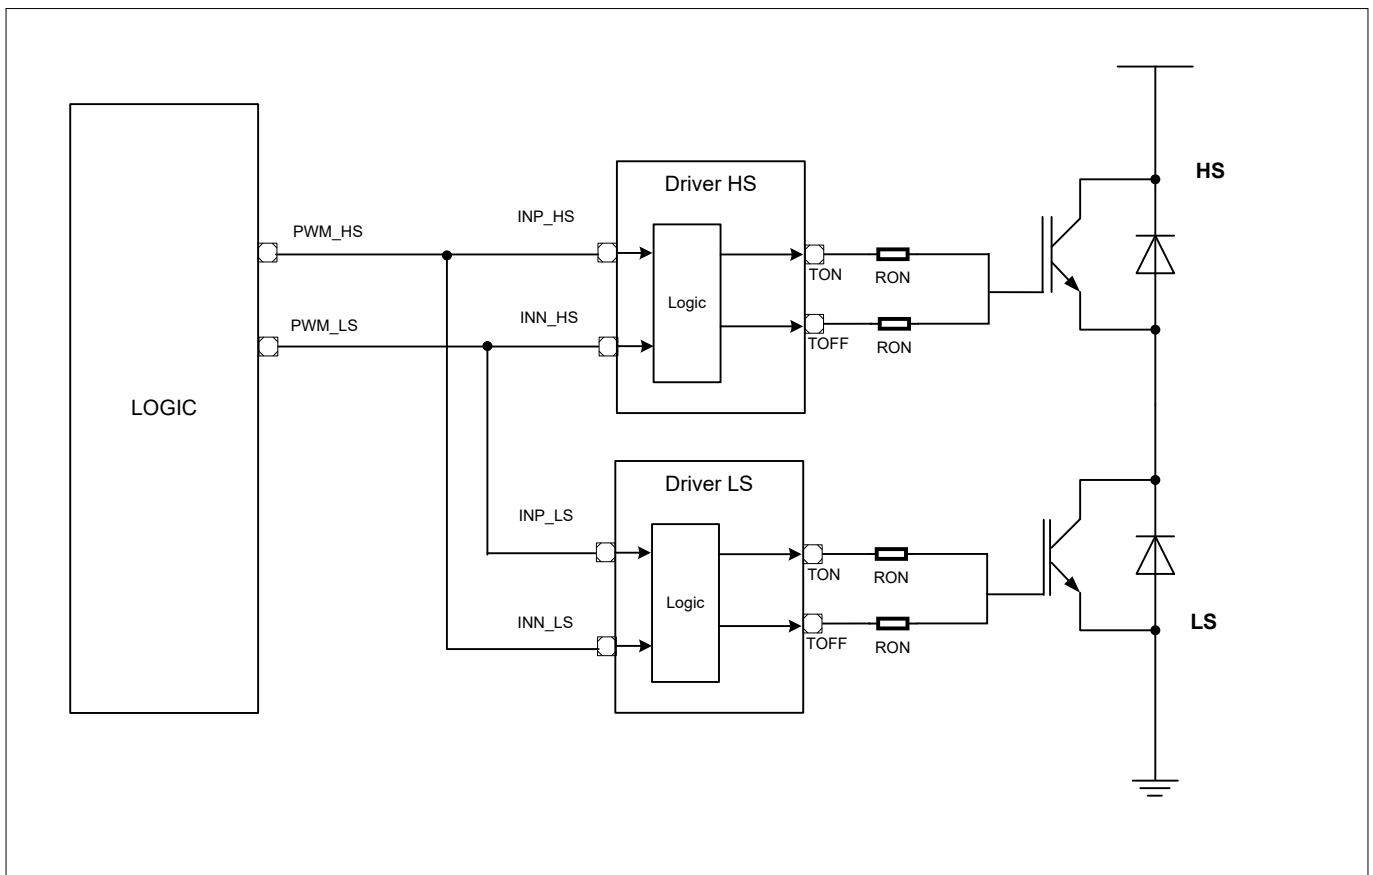 HS
Driver HS
PWM_HS
INP_HS
TON
RON
Logic
PWM_LS
INN_HS
TOFF
RON
LOGIC
Driver LS
INP_LS
TON
RON
Logic
INN_LS
LS
TOFF
RON